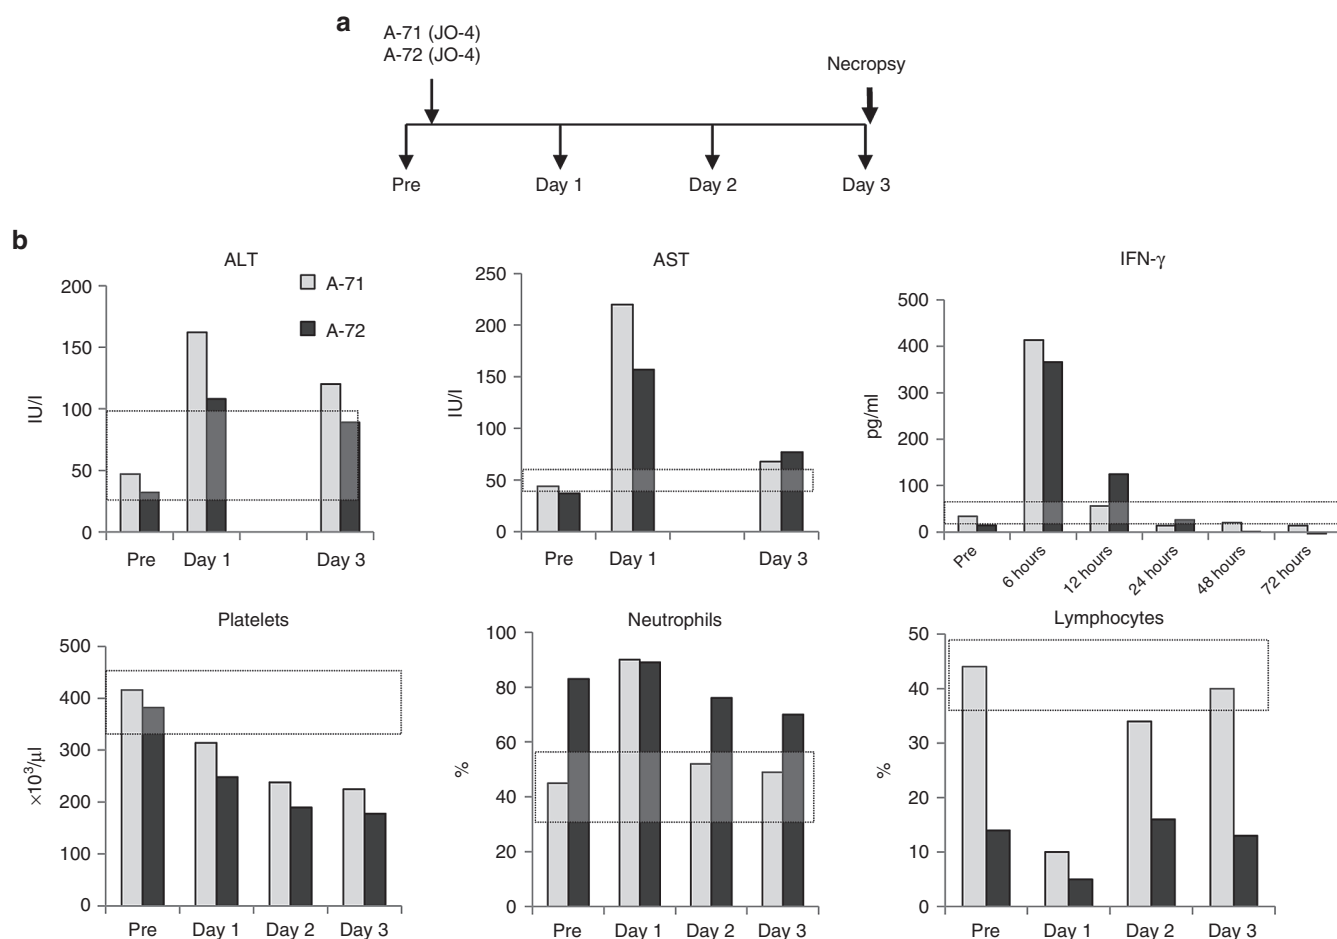 a
A-71 (JO-4)
A-72 (JO-4)
Necropsy
Pre Day 1 Day 2 Day 3
b
ALT
A-71
A-72
IU/l
200
150
100
50
0
Pre Day 1 Day 3
AST
IU/l
250
200
150
100
50
0
Pre Day 1 Day 3
IFN-γ
pg/ml
500
400
300
200
100
0
Pre 6 hours 12 hours 24 hours 48 hours 72 hours
Platelets
×10³/μl
500
400
300
200
100
0
Pre Day 1 Day 2 Day 3
Neutrophils
%
100
80
60
40
20
0
Pre Day 1 Day 2 Day 3
Lymphocytes
%
50
40
30
20
10
0
Pre Day 1 Day 2 Day 3